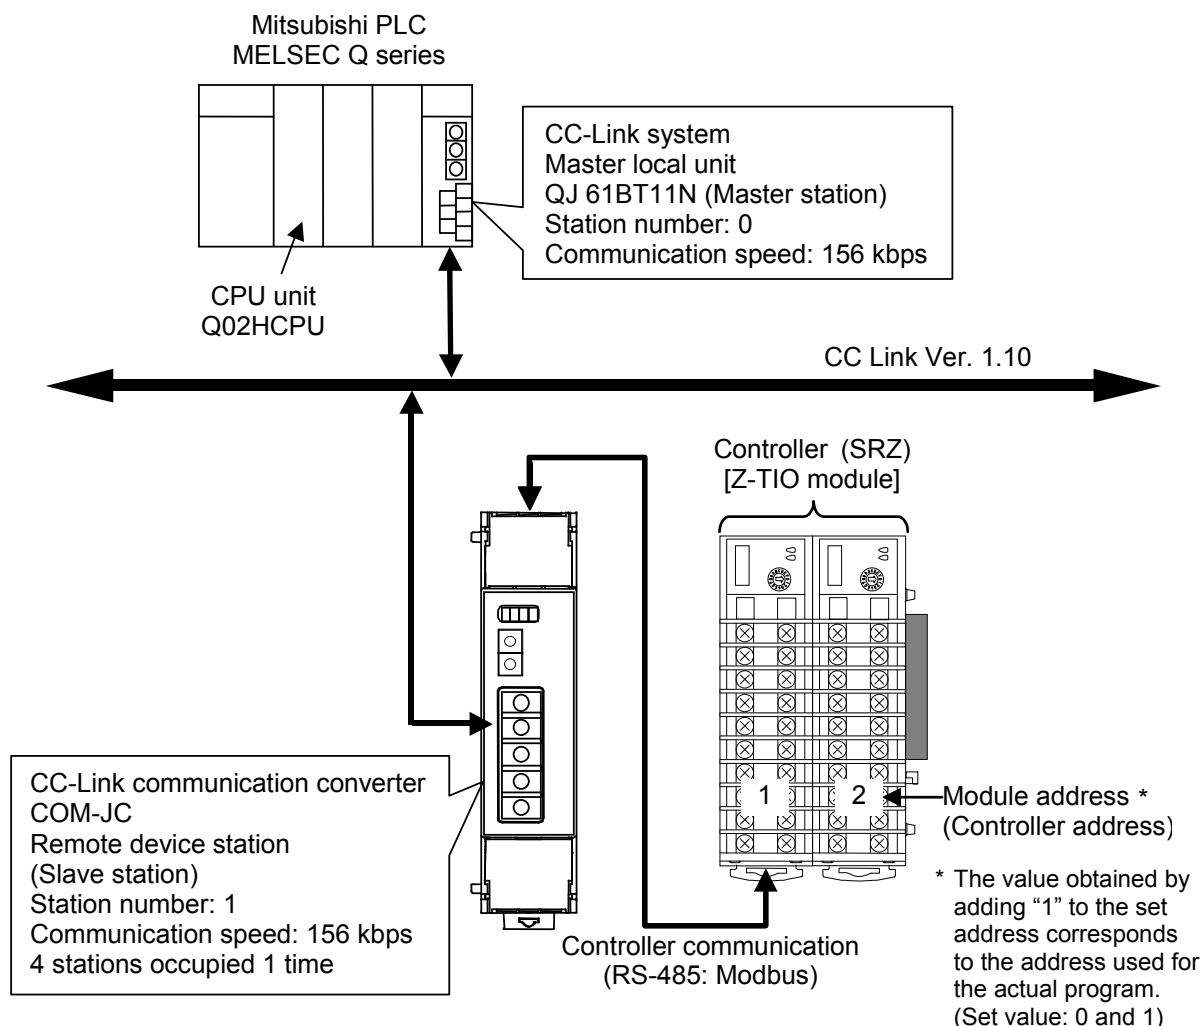 Mitsubishi PLC
MELSEC Q series
CC-Link system
Master local unit
QJ 61BT11N (Master station)
Station number: 0
Communication speed: 156 kbps
CPU unit
Q02HCPU
CC Link Ver. 1.10
Controller (SRZ)
[Z-TIO module]
1
2
Module address *
(Controller address)
CC-Link communication converter
COM-JC
Remote device station
(Slave station)
Station number: 1
Communication speed: 156 kbps
4 stations occupied 1 time
Controller communication
(RS-485: Modbus)
* The value obtained by
adding “1” to the set
address corresponds
to the address used for
the actual program.
(Set value: 0 and 1)